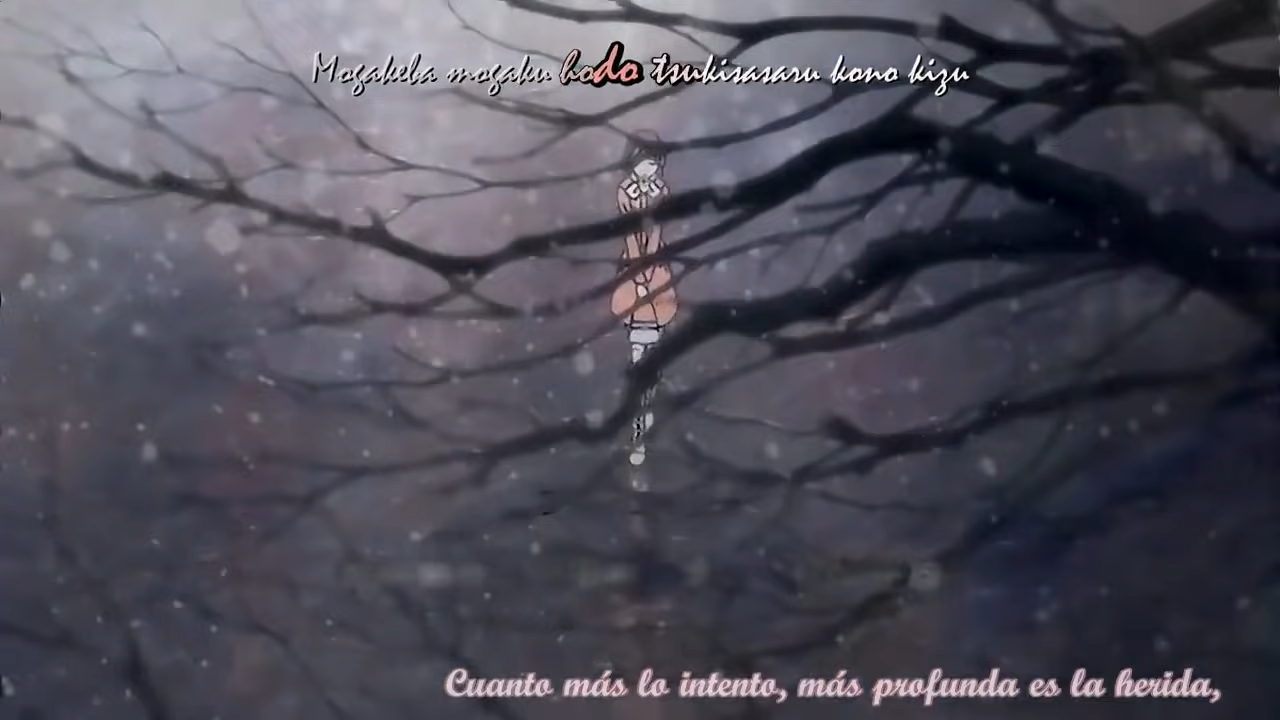 Mogakeba mogaku hodo tsukisasaru kono kizu
Cuanto más lo intento, más profunda es la herida,